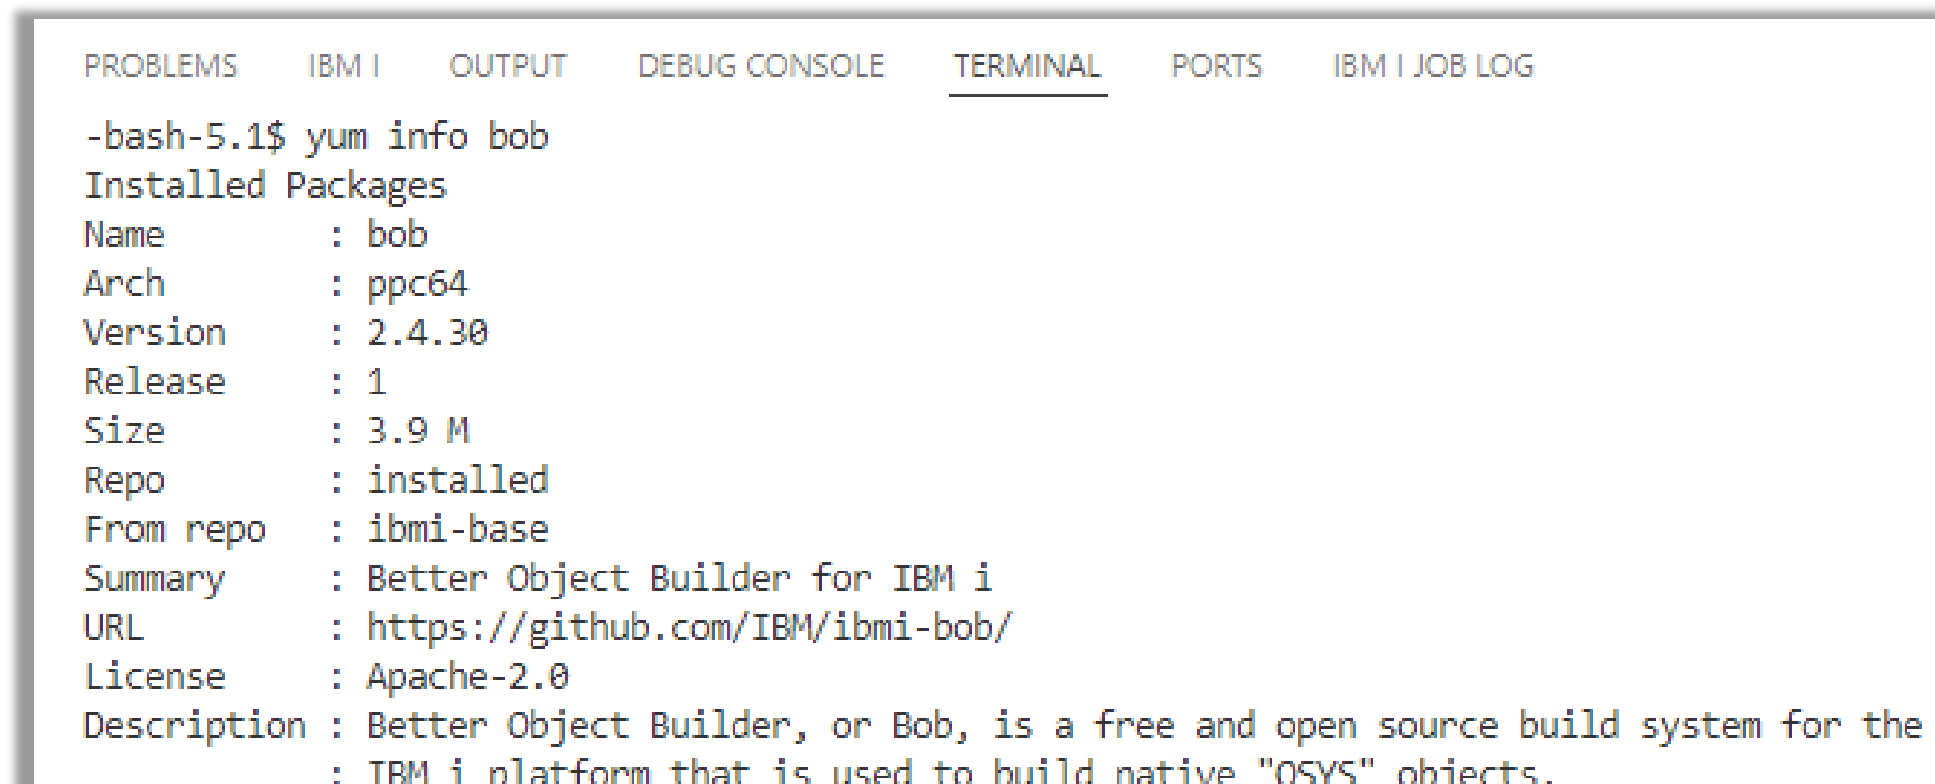 PROBLEMS IBM I OUTPUT DEBUG CONSOLE TERMINAL PORTS IBM I JOB LOG
-bash-5.1$ yum info bob
Installed Packages
Name : bob
Arch : ppc64
Version : 2.4.30
Release : 1
Size : 3.9 M
Repo : installed
From repo : ibmi-base
Summary : Better Object Builder for IBM i
URL : https://github.com/IBM/ibmi-bob/
License : Apache-2.0
Description : Better Object Builder, or Bob, is a free and open source build system for the
: IBM i platform that is used to build native "QSYS" objects.